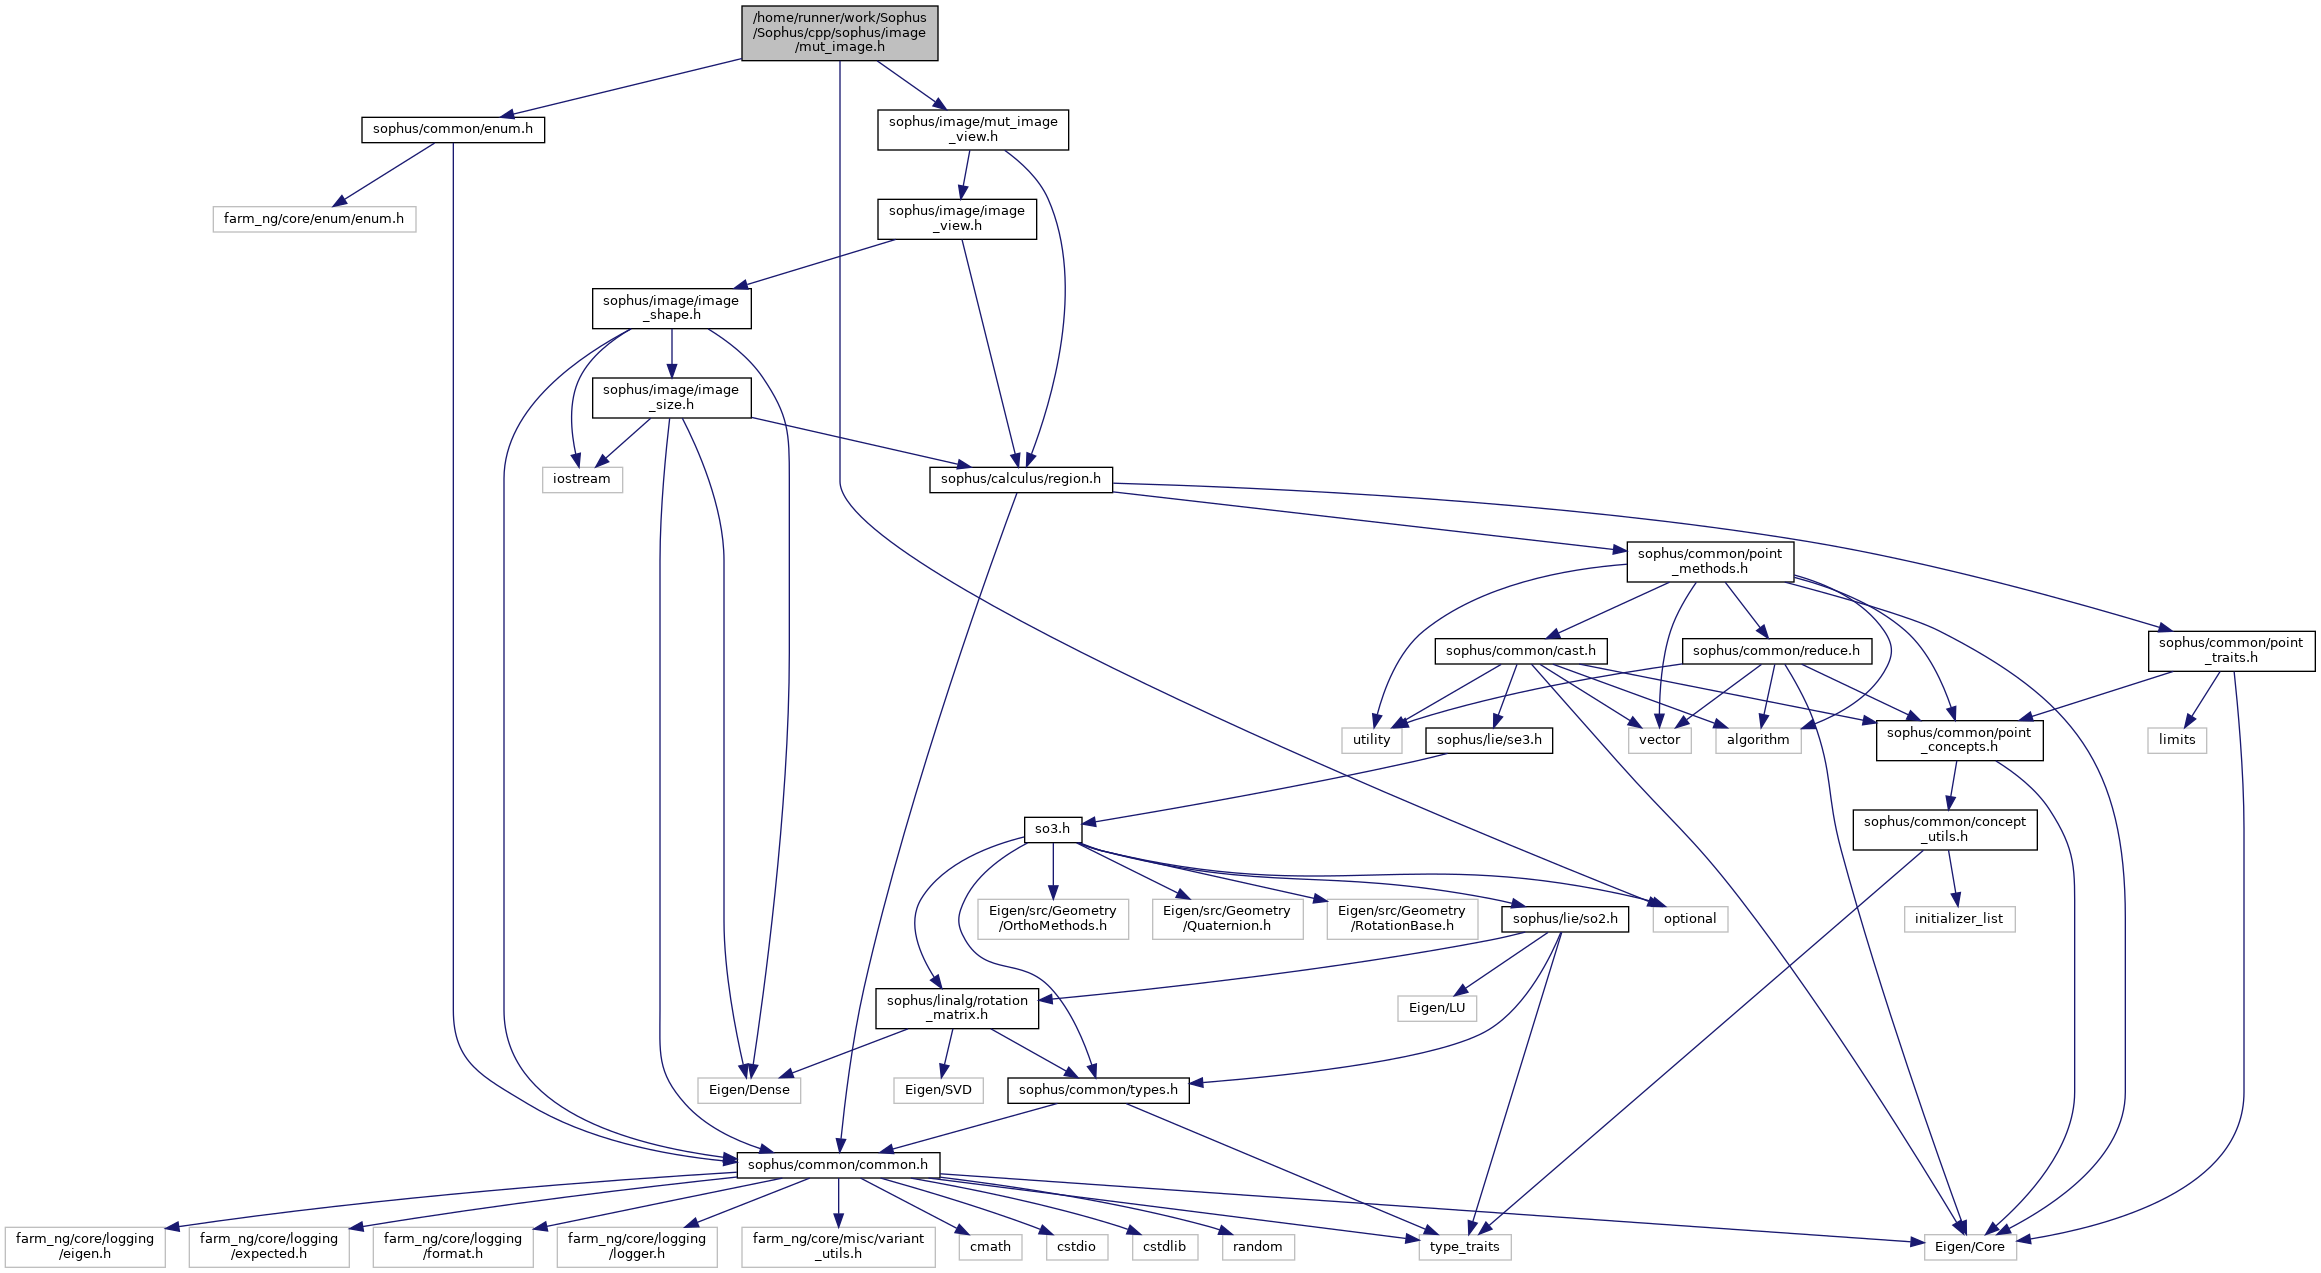 /home/runner/work/Sophus
/Sophus/cpp/sophus/image
/mut_image.h
sophus/common/enum.h
sophus/image/mut_image
_view.h
farm_ng/core/enum/enum.h
sophus/image/image
_view.h
sophus/image/image
_shape.h
sophus/image/image
_size.h
iostream
sophus/calculus/region.h
sophus/common/point
_methods.h
sophus/common/cast.h
sophus/common/reduce.h
sophus/common/point
_traits.h
utility
sophus/lie/se3.h
vector
algorithm
sophus/common/point
_concepts.h
limits
so3.h
sophus/common/concept
_utils.h
Eigen/src/Geometry
/OrthoMethods.h
Eigen/src/Geometry
/Quaternion.h
Eigen/src/Geometry
/RotationBase.h
sophus/lie/so2.h
optional
initializer_list
sophus/linalg/rotation
_matrix.h
Eigen/LU
Eigen/Dense
Eigen/SVD
sophus/common/types.h
sophus/common/common.h
farm_ng/core/logging
/eigen.h
farm_ng/core/logging
/expected.h
farm_ng/core/logging
/format.h
farm_ng/core/logging
/logger.h
farm_ng/core/misc/variant
_utils.h
cmath
cstdio
cstdlib
random
type_traits
Eigen/Core